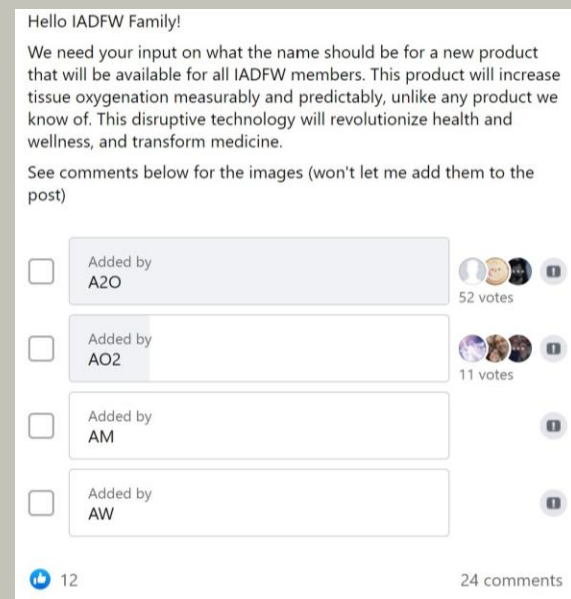 Hello IADFW Family!
We need your input on what the name should be for a new product
that will be available for all IADFW members. This product will increase
tissue oxygenation measurably and predictably, unlike any product we
know of. This disruptive technology will revolutionize health and
wellness, and transform medicine.
See comments below for the images (won't let me add them to the
post)
Added by
A2O
52 votes
Added by
AO2
11 votes
Added by
AM
Added by
AW
12
24 comments